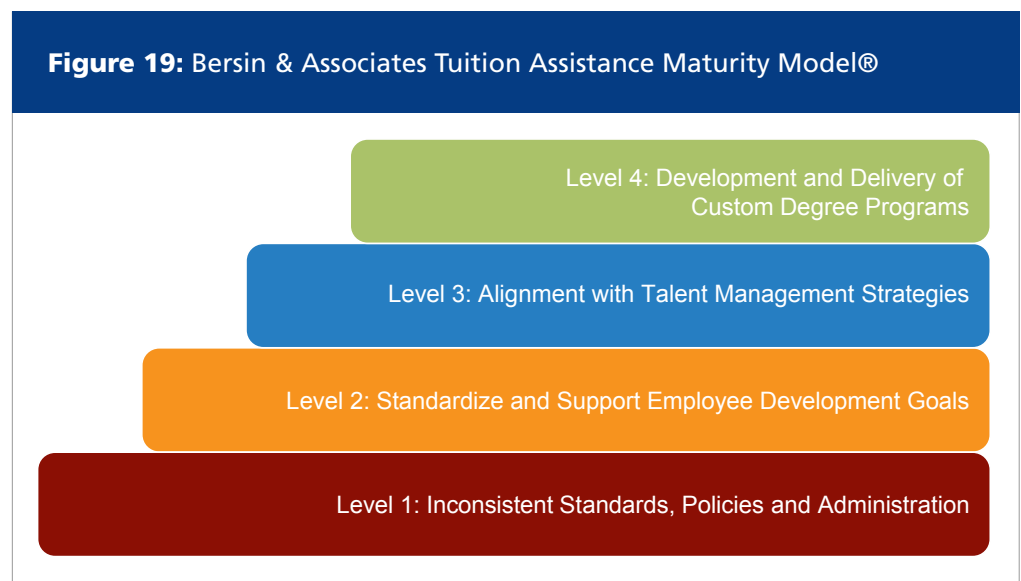 Figure 19: Bersin & Associates Tuition Assistance Maturity Model®
Level 4: Development and Delivery of
Custom Degree Programs
Level 3: Alignment with Talent Management Strategies
Level 2: Standardize and Support Employee Development Goals
Level 1: Inconsistent Standards, Policies and Administration